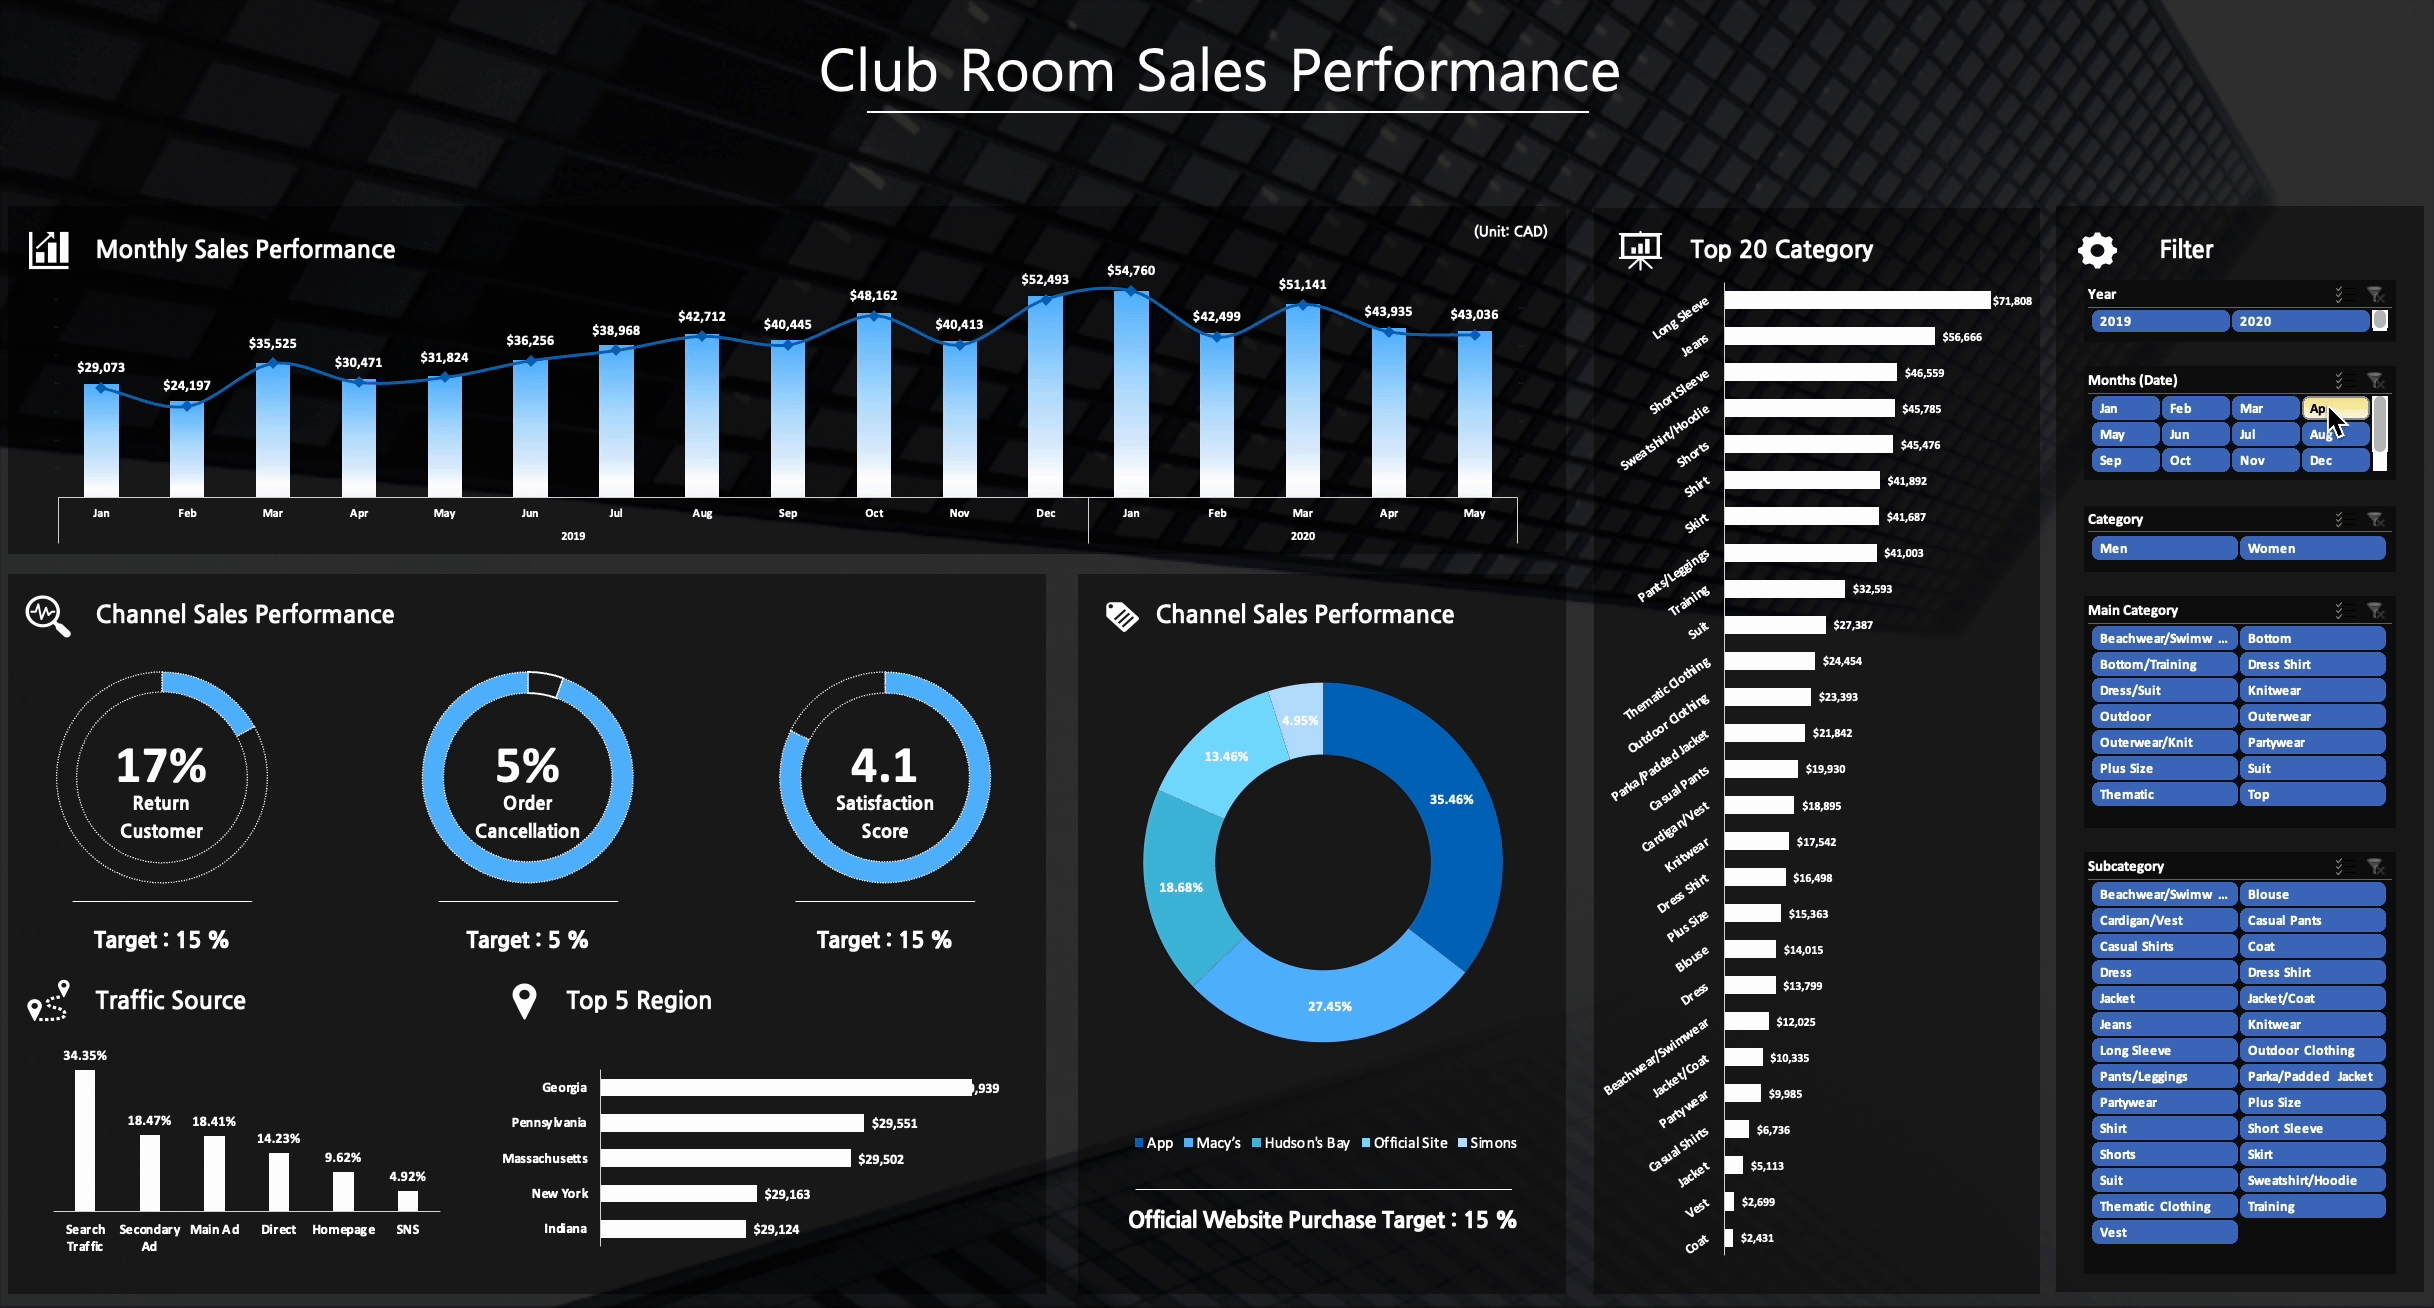 Club Room Sales Performance
Monthly Sales Performance
(Unit: CAD)
$29,073
$24,197
$35,525
$30,471
$31,824
$36,256
$38,968
$42,712
$40,445
$48,162
$40,413
$52,493
$54,760
$42,499
$51,141
$43,935
$43,036
Jan Feb Mar Apr May Jun Jul Aug Sep Oct Nov Dec Jan Feb Mar Apr May
2019 2020
Channel Sales Performance
17%
Return
Customer
Target : 15 %
5%
Order
Cancellation
Target : 5 %
4.1
Satisfaction
Score
Target : 15 %
Traffic Source
34.35%
18.47%
18.41%
14.23%
9.62%
4.92%
Search
Traffic
Secondary
Ad
Main Ad
Direct
Homepage
SNS
Top 5 Region
Georgia ,939
Pennsylvania $29,551
Massachusetts $29,502
New York $29,163
Indiana $29,124
Channel Sales Performance
4.95%
13.46%
35.46%
18.68%
27.45%
App Macy's Hudson's Bay Official Site Simons
Official Website Purchase Target : 15 %
Top 20 Category
Long Sleeve $71,808
Jeans $56,666
Short Sleeve $46,559
Sweatshirt/Hoodie $45,785
Shorts $45,476
Shirt $41,892
Skirt $41,687
Pants/Leggings $41,003
Training $32,593
Suit $27,387
Thematic Clothing $24,454
Outdoor Clothing $23,393
Parka/Padded Jacket $21,842
Casual Pants $19,930
Cardigan/Vest $18,895
Knitwear $17,542
Dress Shirt $16,498
Plus Size $15,363
Blouse $14,015
Dress $13,799
Beachwear/Swimwear $12,025
Jacket/Coat $10,335
Partywear $9,985
Casual Shirts $6,736
Jacket $5,113
Vest $2,699
Coat $2,431
Filter
Year
2019 2020
Months (Date)
Jan Feb Mar Ap
May Jun Jul Aug
Sep Oct Nov Dec
Category
Men Women
Main Category
Beachwear/Swimw ... Bottom
Bottom/Training Dress Shirt
Dress/Suit Knitwear
Outdoor Outerwear
Outerwear/Knit Partywear
Plus Size Suit
Thematic Top
Subcategory
Beachwear/Swimw ... Blouse
Cardigan/Vest Casual Pants
Casual Shirts Coat
Dress Dress Shirt
Jacket Jacket/Coat
Jeans Knitwear
Long Sleeve Outdoor Clothing
Pants/Leggings Parka/Padded Jacket
Partywear Plus Size
Shirt Short Sleeve
Shorts Skirt
Suit Sweatshirt/Hoodie
Thematic Clothing Training
Vest